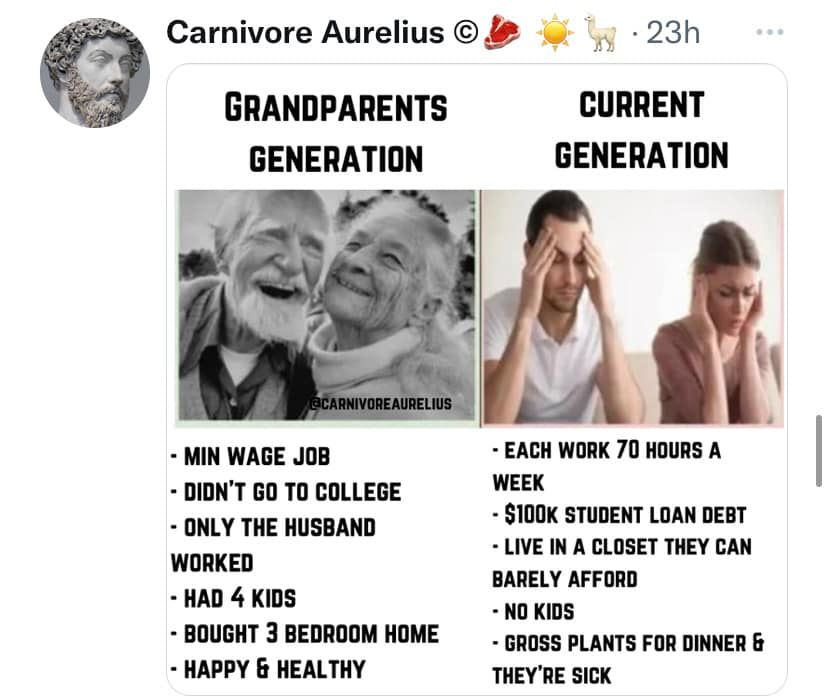 Carnivore Aurelius ©🥩 ☀️ 🦙 · 23h
GRANDPARENTS
GENERATION
CURRENT
GENERATION
@CARNIVOREAURELIUS
- MIN WAGE JOB
- DIDN'T GO TO COLLEGE
- ONLY THE HUSBAND
WORKED
- HAD 4 KIDS
- BOUGHT 3 BEDROOM HOME
- HAPPY & HEALTHY
- EACH WORK 70 HOURS A
WEEK
- $100K STUDENT LOAN DEBT
- LIVE IN A CLOSET THEY CAN
BARELY AFFORD
- NO KIDS
- GROSS PLANTS FOR DINNER &
THEY'RE SICK